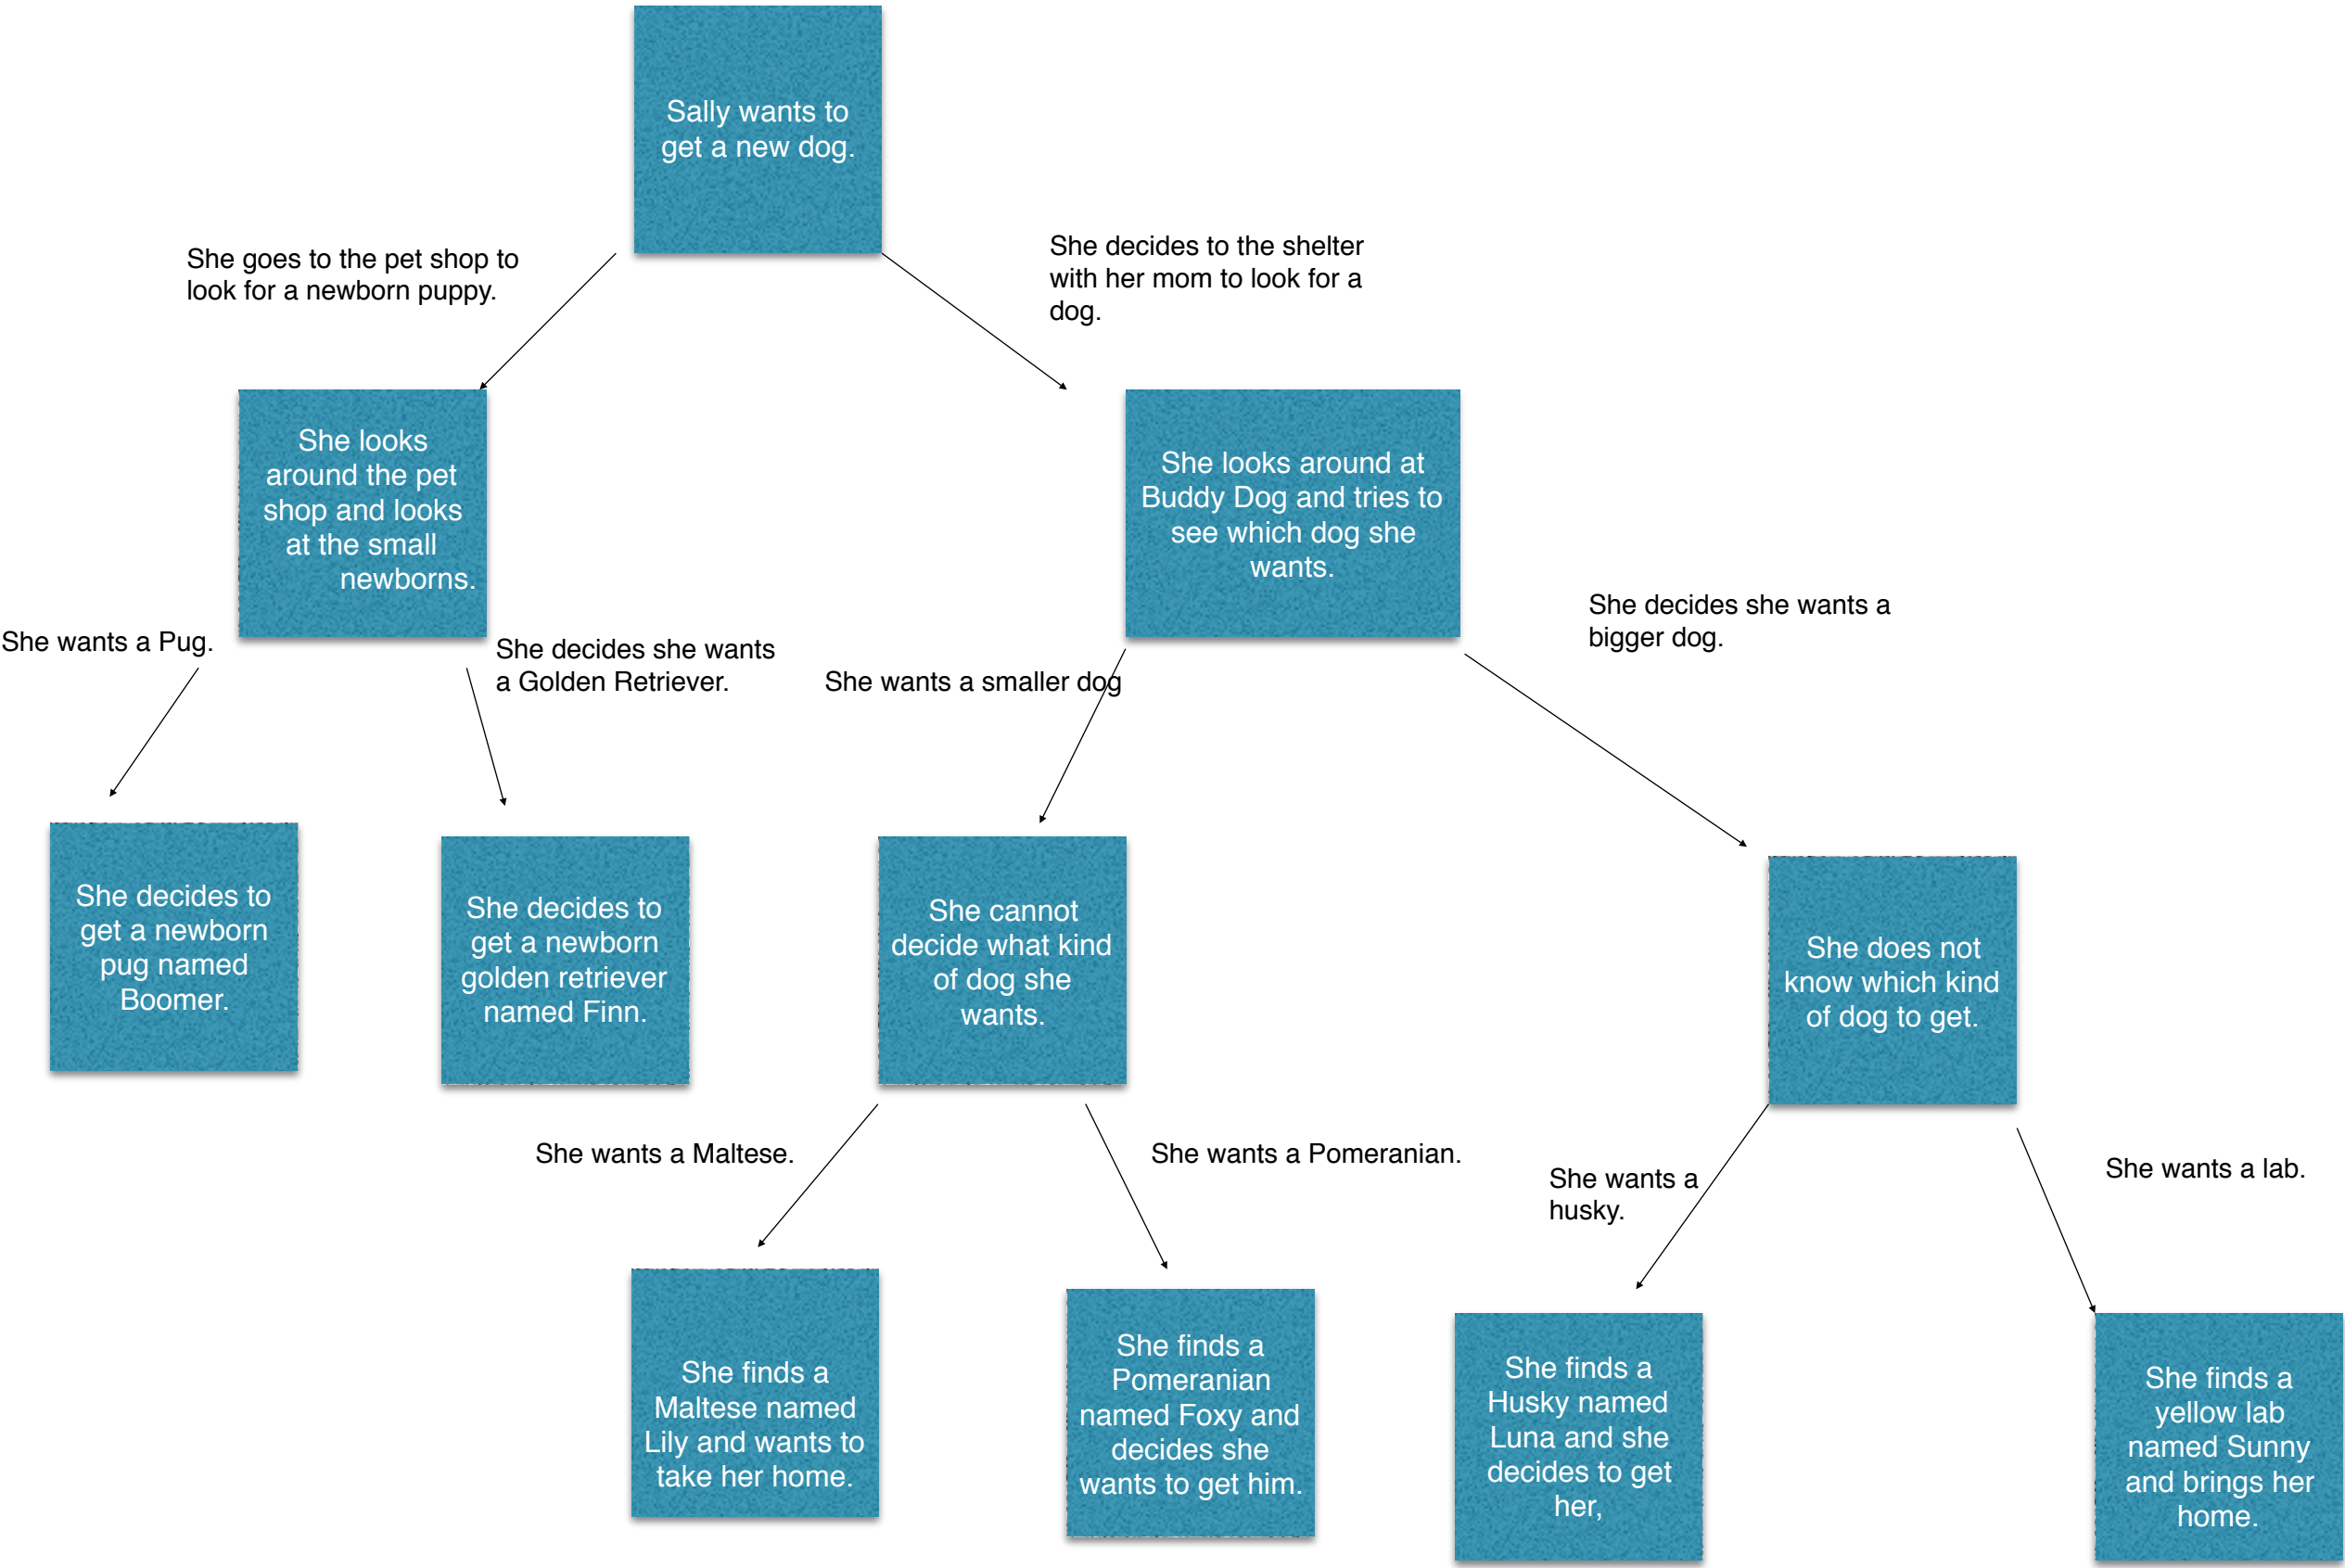 Sally wants to
get a new dog.
She goes to the pet shop to
look for a newborn puppy.
She decides to the shelter
with her mom to look for a
dog.
She looks
around the pet
shop and looks
at the small
newborns.
She looks around at
Buddy Dog and tries to
see which dog she
wants.
She wants a Pug.
She decides she wants
a Golden Retriever.
She wants a smaller dog
She decides she wants a
bigger dog.
She decides to
get a newborn
pug named
Boomer.
She decides to
get a newborn
golden retriever
named Finn.
She cannot
decide what kind
of dog she
wants.
She does not
know which kind
of dog to get.
She wants a Maltese.
She wants a Pomeranian.
She wants a
husky.
She wants a lab.
She finds a
Maltese named
Lily and wants to
take her home.
She finds a
Pomeranian
named Foxy and
decides she
wants to get him.
She finds a
Husky named
Luna and she
decides to get
her,
She finds a
yellow lab
named Sunny
and brings her
home.